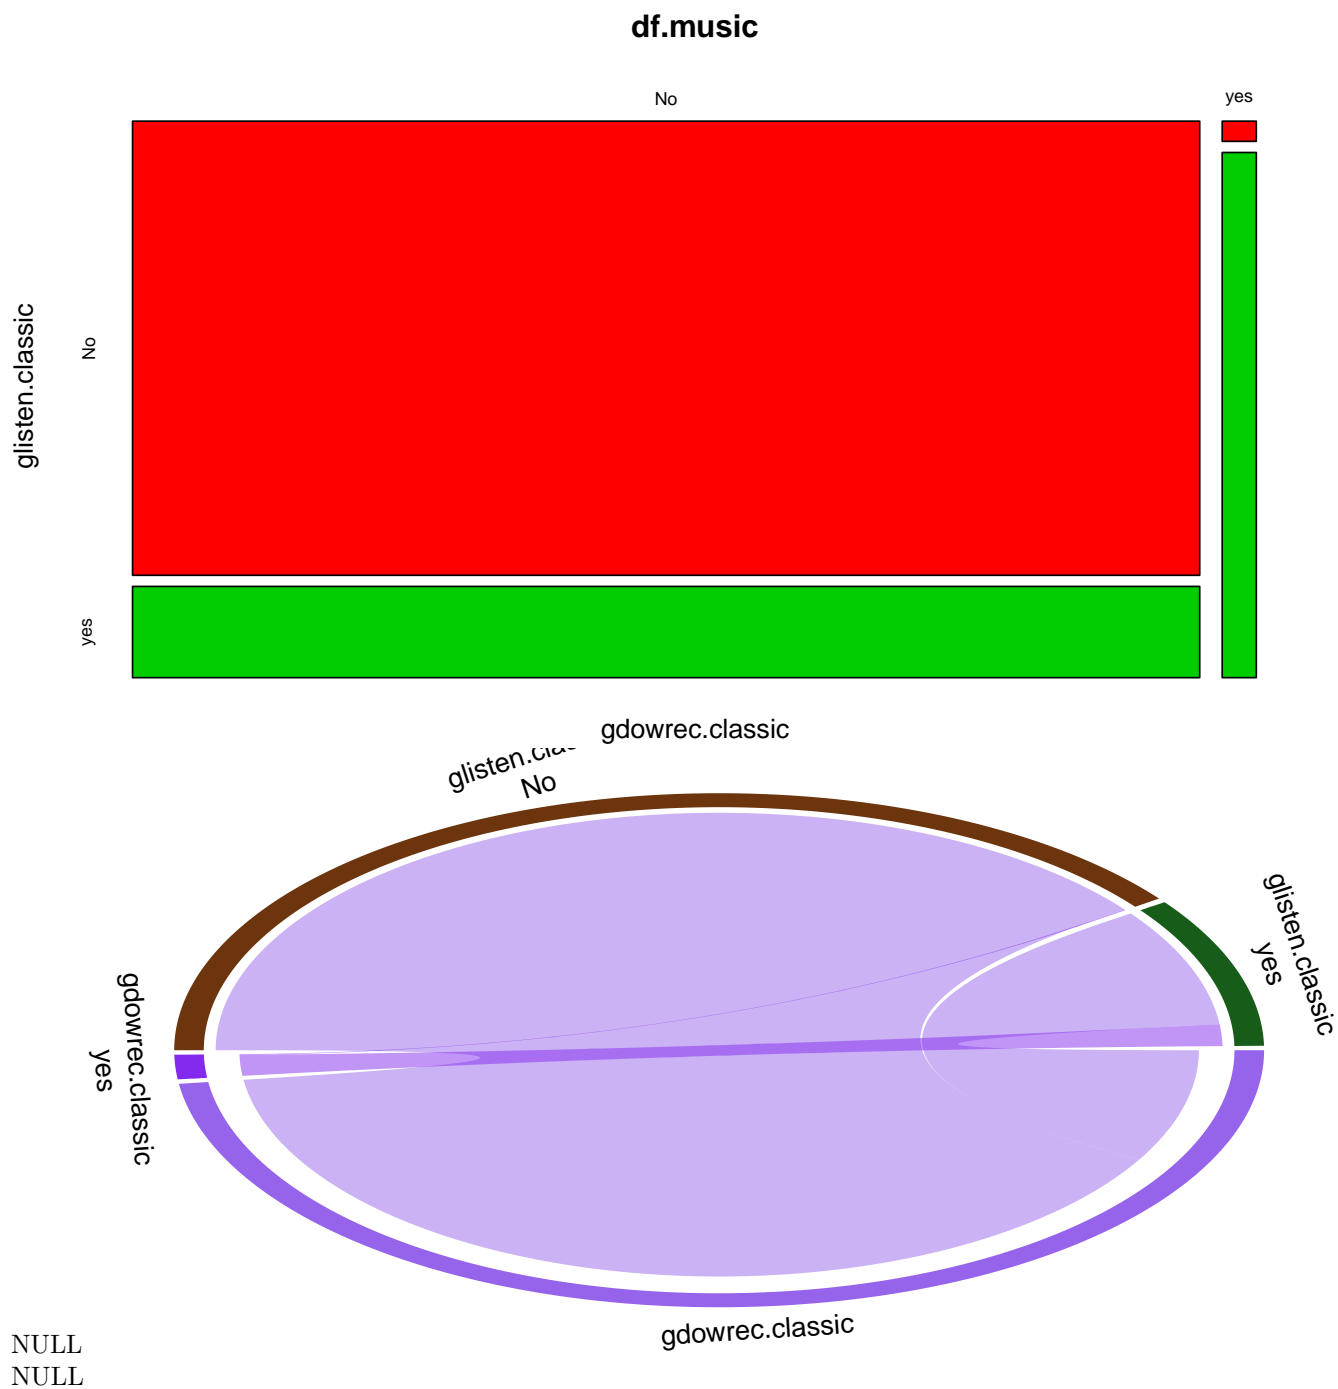 df.music
No
yes
glisten.classic
No
yes
gdowrec.classic
No
glisten.classic
yes
gdowrec.classic
yes
gdowrec.classic
NULL
NULL